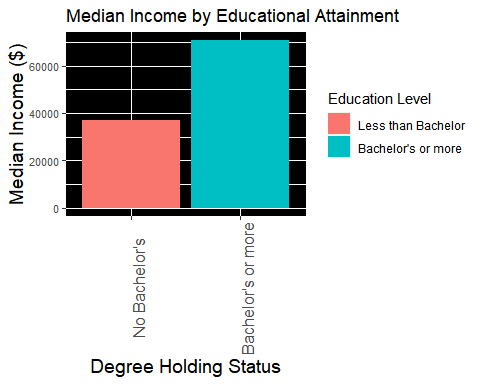 Median Income by Educational Attainment
Median Income ($)
60000
40000
20000
0
No Bachelor's
Bachelor's or more
Degree Holding Status
Education Level
Less than Bachelor
Bachelor's or more